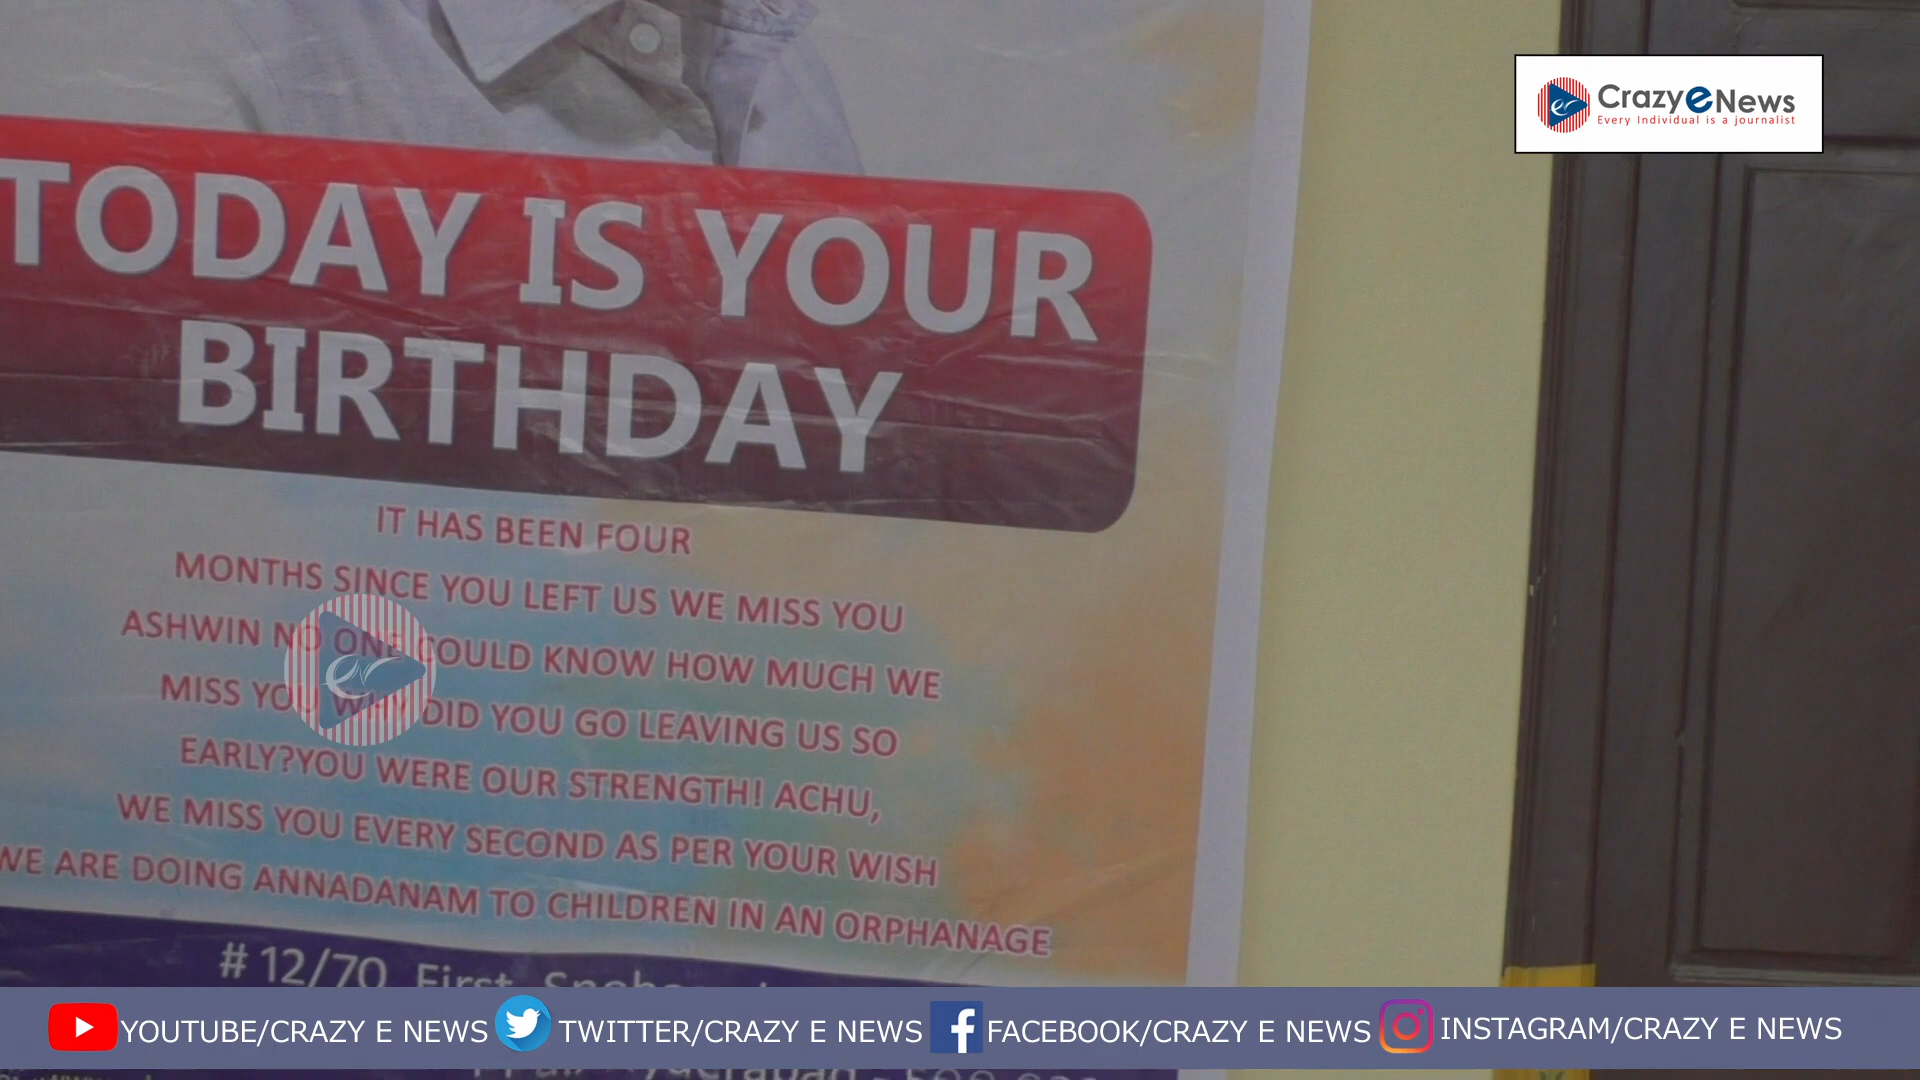 Crazy e News
Every Individual is a journalist
TODAY IS YOUR
BIRTHDAY
IT HAS BEEN FOUR
MONTHS SINCE YOU LEFT US WE MISS YOU
ASHWIN NO ONE COULD KNOW HOW MUCH WE
MISS YOU WHY DID YOU GO LEAVING US SO
EARLY?YOU WERE OUR STRENGTH! ACHU,
WE MISS YOU EVERY SECOND AS PER YOUR WISH
WE ARE DOING ANNADANAM TO CHILDREN IN AN ORPHANAGE
# 12/70 First
YOUTUBE/CRAZY E NEWS TWITTER/CRAZY E NEWS FACEBOOK/CRAZY E NEWS INSTAGRAM/CRAZY E NEWS